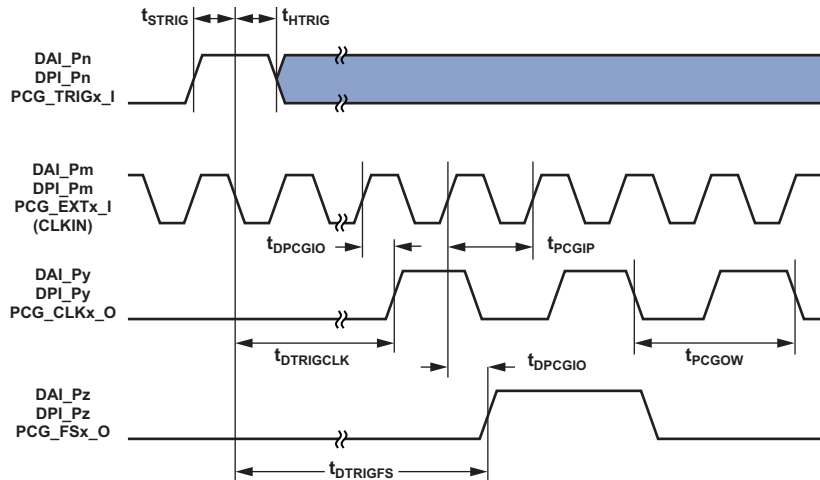 tSTRIG
tHTRIG
DAI_Pn
DPI_Pn
PCG_TRIGx_I
DAI_Pm
DPI_Pm
PCG_EXTx_I
(CLKIN)
tDPCGIO
tPCGIP
DAI_Py
DPI_Py
PCG_CLKx_O
tDTRIGCLK
tDPCGIO
tPCGOW
DAI_Pz
DPI_Pz
PCG_FSx_O
tDTRIGFS